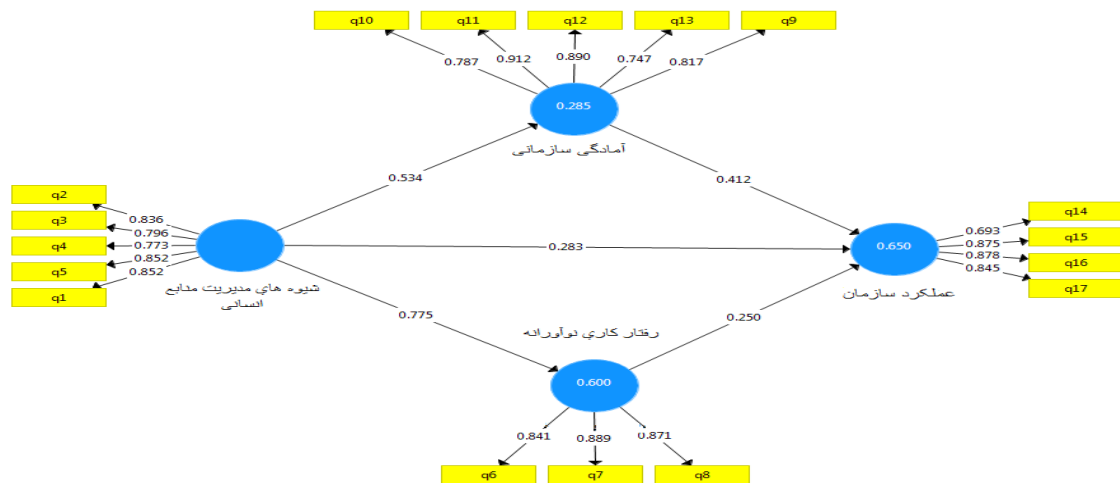 q10
q11
q12
q13
q9
0.787
0.912
0.890
0.747
0.817
0.285
آمادگی سازمانی
0.534
0.412
q2
q3
q4
q5
q1
0.836
0.796
0.773
0.852
0.852
شیوه هاي مدیریت منابع
انسانی
0.283
0.650
عملکرد سازمان
0.693
0.875
0.878
0.845
q14
q15
q16
q17
0.775
0.250
رفتار کاري نوآورانه
0.600
0.841
0.889
0.871
q6
q7
q8